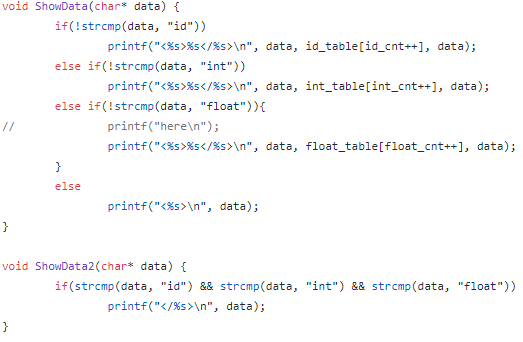 void ShowData(char* data) {
        if(!strcmp(data, "id"))
                printf("<%s>%s</%s>\n", data, id_table[id_cnt++], data);
        else if(!strcmp(data, "int"))
                printf("<%s>%s</%s>\n", data, int_table[int_cnt++], data);
        else if(!strcmp(data, "float")){
//              printf("here\n");
                printf("<%s>%s</%s>\n", data, float_table[float_cnt++], data);
        }
        else
                printf("<%s>\n", data);
}

void ShowData2(char* data) {
        if(strcmp(data, "id") && strcmp(data, "int") && strcmp(data, "float"))
                printf("</%s>\n", data);
}